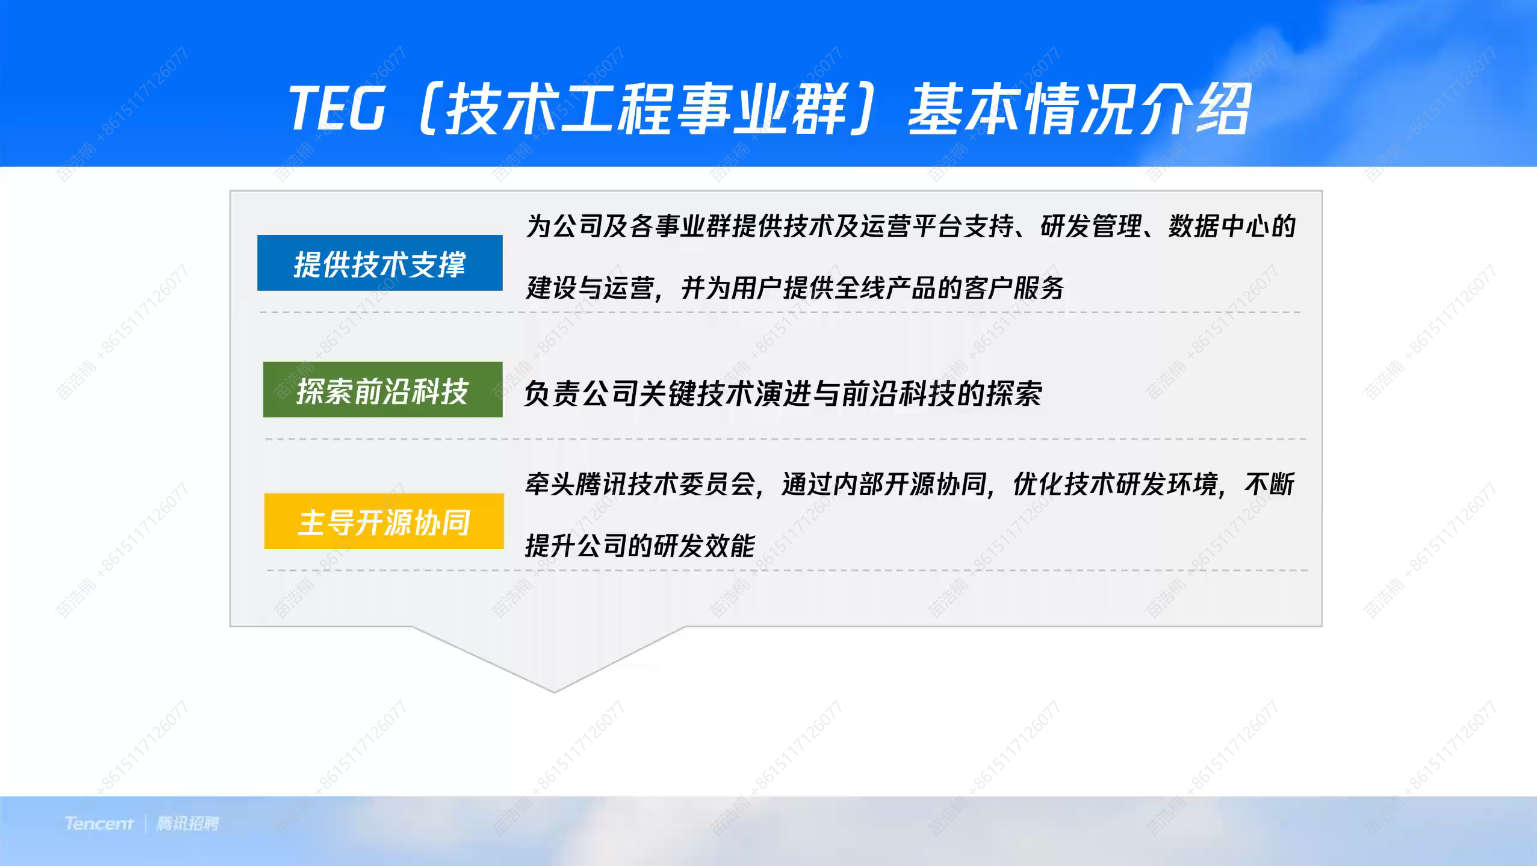 TEG（技术工程事业群）基本情况介绍
提供技术支撑
为公司及各事业群提供技术及运营平台支持、研发管理、数据中心的
建设与运营，并为用户提供全线产品的客户服务
探索前沿科技
负责公司关键技术演进与前沿科技的探索
主导开源协同
牵头腾讯技术委员会，通过内部开源协同，优化技术研发环境，不断
提升公司的研发效能
Tencent | 腾讯招聘
苗浩楠 +8615117126077